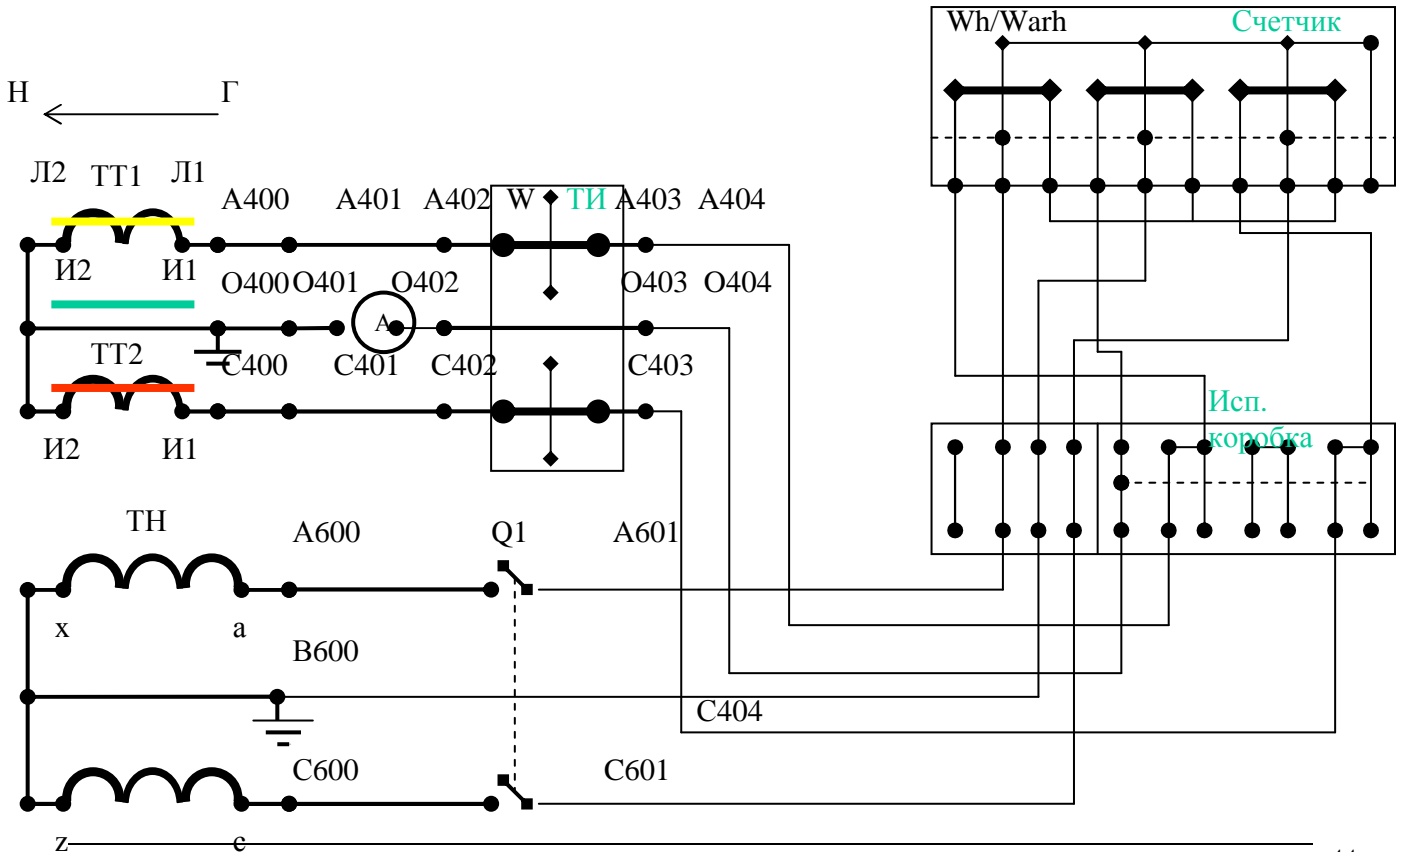 Wh/Warh Счетчик
Н Г
Л2 ТТ1 Л1
А400 А401 А402 W ТИ А403 А404
И2 И1
О400 О401 О402 О403 О404
А
ТТ2
С400 С401 С402 С403
Исп.
коробка
И2 И1
ТН А600 Q1 А601
х а
В600
С404
С600 С601
z c